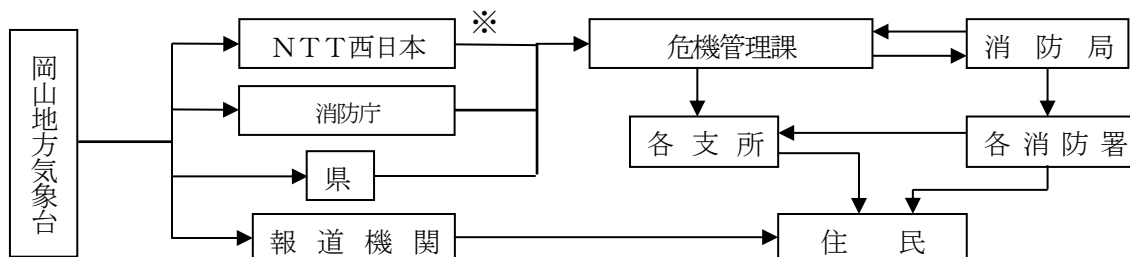 岡山地方気象台
ＮＴＴ西日本
※
危機管理課
消防局
消防庁
各支所
各消防署
県
報道機関
住民